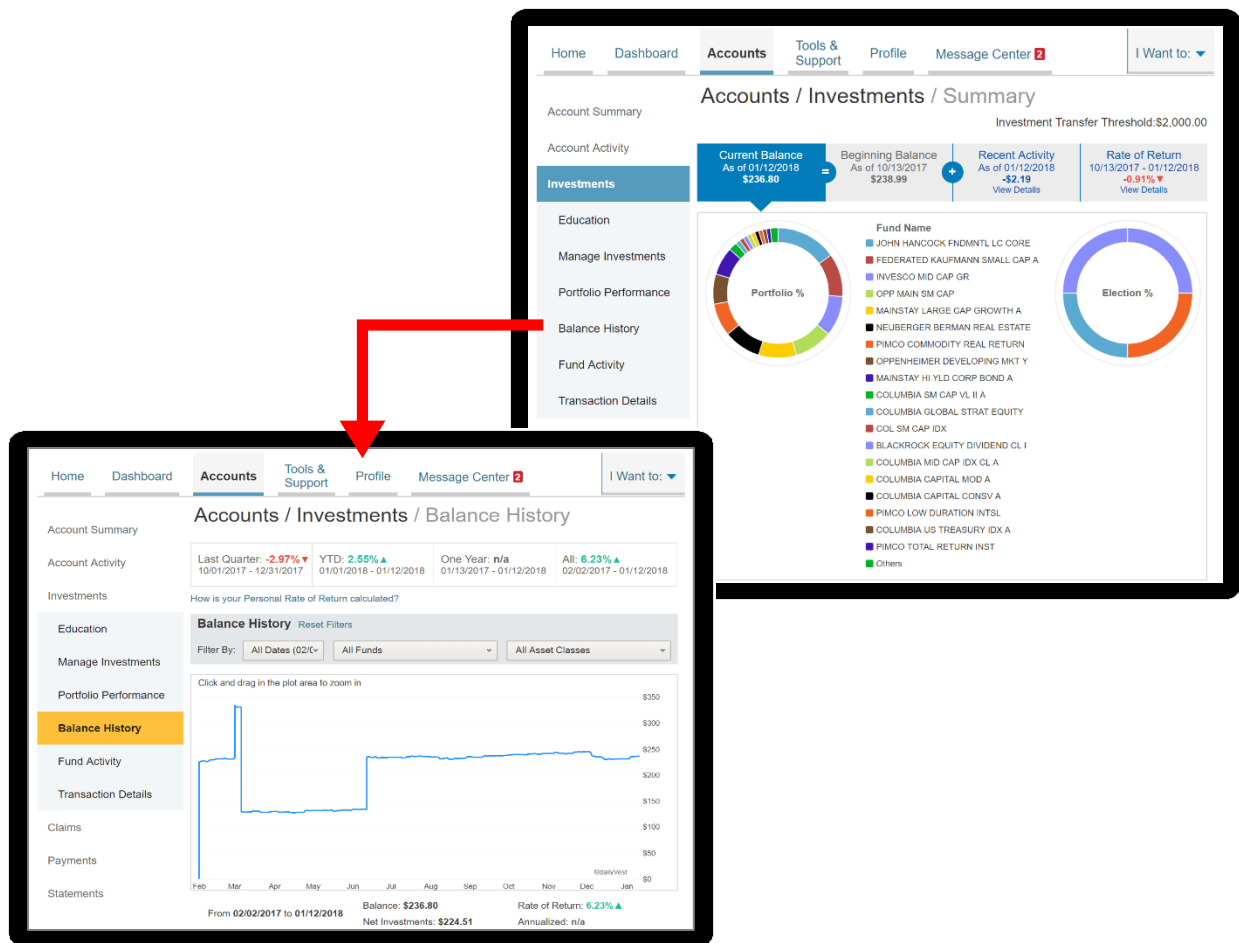 Home
Dashboard
Accounts
Tools &
Support
Profile
Message Center 2
I Want to:
Accounts / Investments / Summary
Investment Transfer Threshold:$2,000.00
Account Summary
Account Activity
Investments
Education
Manage Investments
Portfolio Performance
Balance History
Fund Activity
Transaction Details
Current Balance
As of 01/12/2018
$236.80
=
Beginning Balance
As of 10/13/2017
$238.99
+
Recent Activity
As of 01/12/2018
-$2.19
View Details
Rate of Return
10/13/2017 - 01/12/2018
-0.91%▼
View Details
Portfolio %
Fund Name
JOHN HANCOCK FNDMNTL LC CORE
FEDERATED KAUFMANN SMALL CAP A
INVESCO MID CAP GR
OPP MAIN SM CAP
MAINSTAY LARGE CAP GROWTH A
NEUBERGER BERMAN REAL ESTATE
PIMCO COMMODITY REAL RETURN
OPPENHEIMER DEVELOPING MKT Y
MAINSTAY HI YLD CORP BOND A
COLUMBIA SM CAP VL II A
COLUMBIA GLOBAL STRAT EQUITY
COL SM CAP IDX
BLACKROCK EQUITY DIVIDEND CL I
COLUMBIA MID CAP IDX CL A
COLUMBIA CAPITAL MOD A
COLUMBIA CAPITAL CONSV A
PIMCO LOW DURATION INTSL
COLUMBIA US TREASURY IDX A
PIMCO TOTAL RETURN INST
Others
Election %
Home
Dashboard
Accounts
Tools &
Support
Profile
Message Center 2
I Want to:
Accounts / Investments / Balance History
Account Summary
Account Activity
Investments
Education
Manage Investments
Portfolio Performance
Balance HIstory
Fund Activity
Transaction Details
Claims
Payments
Statements
Last Quarter: -2.97%▼
10/01/2017 - 12/31/2017
YTD: 2.55%▲
01/01/2018 - 01/12/2018
One Year: n/a
01/13/2017 - 01/12/2018
All: 6.23%▲
02/02/2017 - 01/12/2018
How is your Personal Rate of Return calculated?
Balance History Reset Filters
Filter By: All Dates (02/0 All Funds All Asset Classes
Click and drag in the plot area to zoom in
$350
$300
$250
$200
$150
$100
$50
$0
©dailyVest
Feb Mar Apr May Jun Jul Aug Sep Oct Nov Dec Jan
From 02/02/2017 to 01/12/2018
Balance: $236.80
Net Investments: $224.51
Rate of Return: 6.23%▲
Annualized: n/a